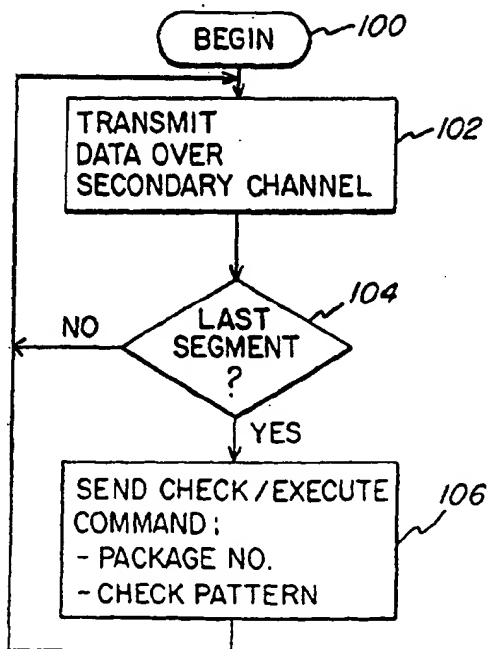 BEGIN
100
TRANSMIT
DATA OVER
SECONDARY CHANNEL
102
104
LAST
SEGMENT
?
NO
YES
SEND CHECK/EXECUTE
COMMAND:
- PACKAGE NO.
- CHECK PATTERN
106